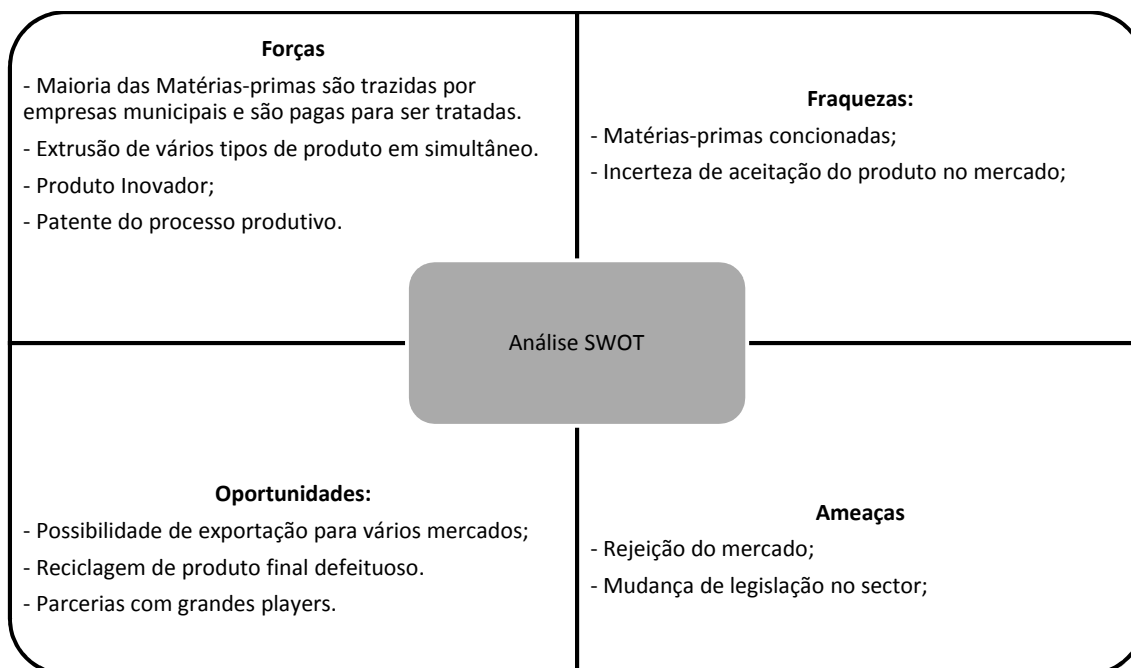 Forças
- Maioria das Matérias-primas são trazidas por
empresas municipais e são pagas para ser tratadas.
- Extrusão de vários tipos de produto em simultâneo.
- Produto Inovador;
- Patente do processo produtivo.
Fraquezas:
- Matérias-primas concionadas;
- Incerteza de aceitação do produto no mercado;
Análise SWOT
Oportunidades:
- Possibilidade de exportação para vários mercados;
- Reciclagem de produto final defeituoso.
- Parcerias com grandes players.
Ameaças
- Rejeição do mercado;
- Mudança de legislação no sector;